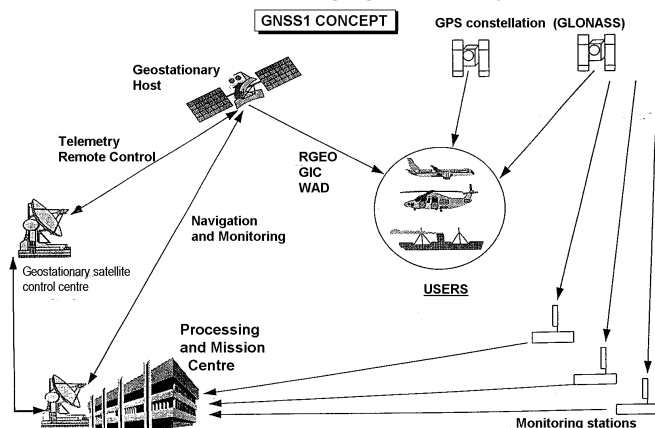 GNSS1 CONCEPT
GPS constellation (GLONASS)
Geostationary
Host
Telemetry
Remote Control
RGEO
GIC
WAD
Navigation
and Monitoring
Geostationary satellite
control centre
USERS
Processing
and Mission
Centre
Monitoring stations